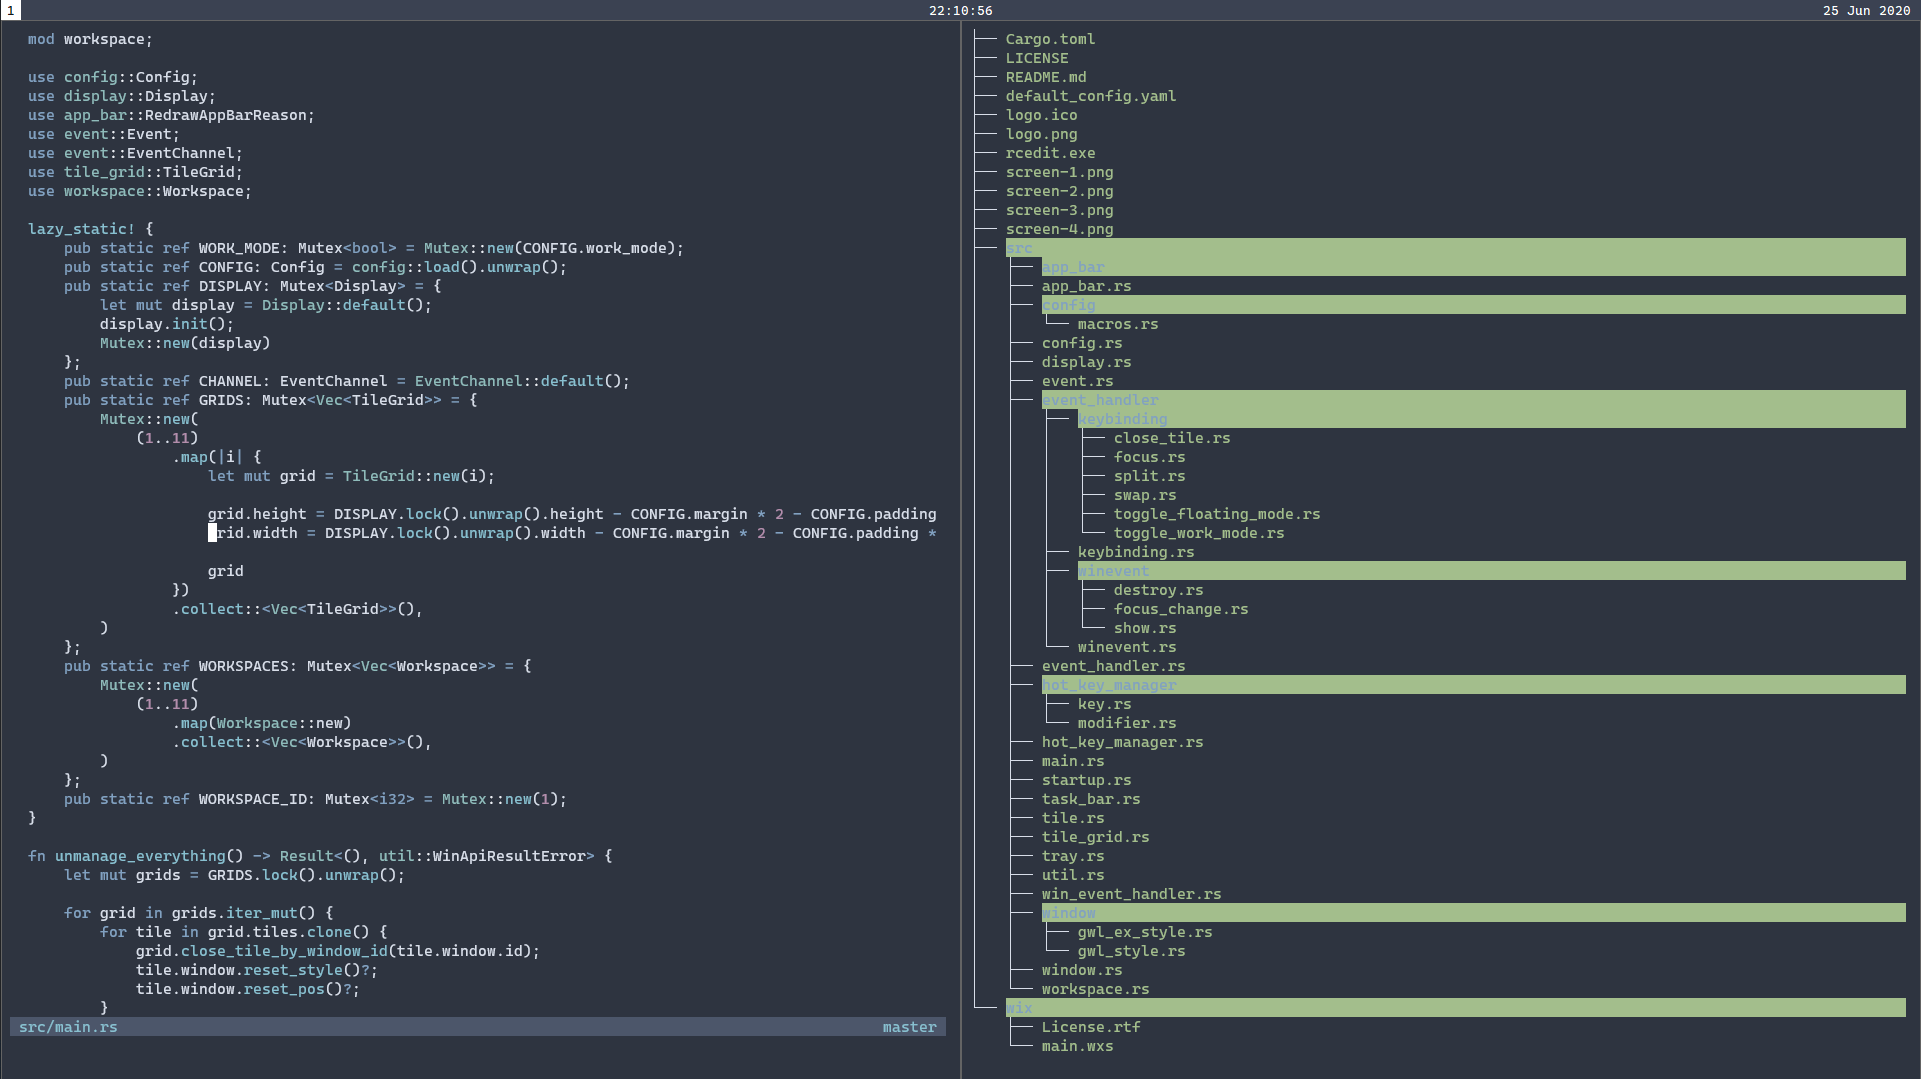 1 22:10:56 25 Jun 2020
mod workspace;
use config::Config;
use display::Display;
use app_bar::RedrawAppBarReason;
use event::Event;
use event::EventChannel;
use tile_grid::TileGrid;
use workspace::Workspace;
lazy_static! {
    pub static ref WORK_MODE: Mutex<bool> = Mutex::new(CONFIG.work_mode);
    pub static ref CONFIG: Config = config::load().unwrap();
    pub static ref DISPLAY: Mutex<Display> = {
        let mut display = Display::default();
        display.init();
        Mutex::new(display)
    };
    pub static ref CHANNEL: EventChannel = EventChannel::default();
    pub static ref GRIDS: Mutex<Vec<TileGrid>> = {
        Mutex::new(
            (1..11)
                .map(|i| {
                    let mut grid = TileGrid::new(i);
                    grid.height = DISPLAY.lock().unwrap().height - CONFIG.margin * 2 - CONFIG.padding
                    rid.width = DISPLAY.lock().unwrap().width - CONFIG.margin * 2 - CONFIG.padding *
                    grid
                })
                .collect::<Vec<TileGrid>>(),
        )
    };
    pub static ref WORKSPACES: Mutex<Vec<Workspace>> = {
        Mutex::new(
            (1..11)
                .map(Workspace::new)
                .collect::<Vec<Workspace>>(),
        )
    };
    pub static ref WORKSPACE_ID: Mutex<i32> = Mutex::new(1);
}
fn unmanage_everything() -> Result<(), util::WinApiResultError> {
    let mut grids = GRIDS.lock().unwrap();
    for grid in grids.iter_mut() {
        for tile in grid.tiles.clone() {
            grid.close_tile_by_window_id(tile.window.id);
            tile.window.reset_style()?;
            tile.window.reset_pos()?;
        }
src/main.rs master
Cargo.toml
LICENSE
README.md
default_config.yaml
logo.ico
logo.png
rcedit.exe
screen-1.png
screen-2.png
screen-3.png
screen-4.png
src
app_bar
app_bar.rs
config
macros.rs
config.rs
display.rs
event.rs
event_handler
keybinding
close_tile.rs
focus.rs
split.rs
swap.rs
toggle_floating_mode.rs
toggle_work_mode.rs
keybinding.rs
winevent
destroy.rs
focus_change.rs
show.rs
winevent.rs
event_handler.rs
hot_key_manager
key.rs
modifier.rs
hot_key_manager.rs
main.rs
startup.rs
task_bar.rs
tile.rs
tile_grid.rs
tray.rs
util.rs
win_event_handler.rs
window
gwl_ex_style.rs
gwl_style.rs
window.rs
workspace.rs
wix
License.rtf
main.wxs